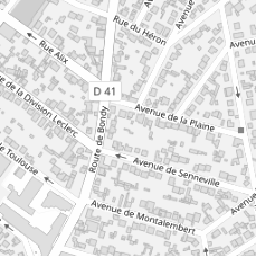 Rue du Héron
Rue Alix
Avenue
D 41
Avenue de la Plaine
e de la Division Leclerc
Route de Bondy
Avenue de Senneville
Toulouse
Avenue de Montalembert
Avenue